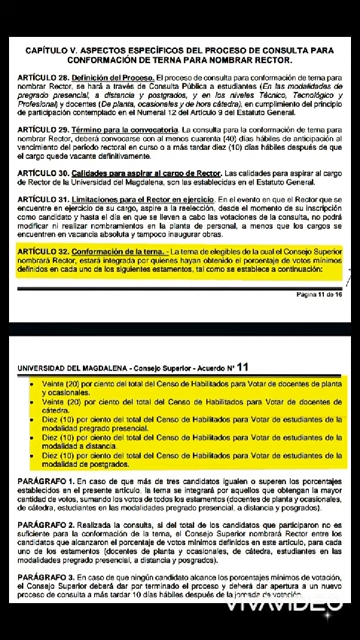 CAPÍTULO V. ASPECTOS ESPECÍFICOS DEL PROCESO DE CONSULTA PARA
CONFORMACIÓN DE TERNA PARA NOMBRAR RECTOR.
ARTÍCULO 28. Definición del Proceso. El proceso de consulta para conformación de terna para
nombrar Rector, se hará a través de Consulta Pública a estudiantes (En las modalidades de
pregrado presencial, a distancia y postgrados, y en los niveles Técnico, Tecnológico y
Profesional) y docentes (De planta, ocasionales y de hora cátedra), en cumplimiento del principio
de participación contemplado en el Numeral 12 del Artículo 9 del Estatuto General.
ARTÍCULO 29. Término para la convocatoria. La consulta para la conformación de terna para
nombrar Rector, deberá convocarse con al menos cuarenta (40) días hábiles de anticipación al
vencimiento del período rectoral en curso o a más tardar diez (10) días hábiles después de que
el cargo quede vacante definitivamente.
ARTÍCULO 30. Calidades para aspirar al cargo de Rector. Las calidades para aspirar al cargo
de Rector de la Universidad del Magdalena, son las establecidas en el Estatuto General.
ARTÍCULO 31. Limitaciones para el Rector en ejercicio. En el evento en que el Rector que
se encuentre en ejercicio de su cargo, aspire a la reelección, desde el momento de su inscripción
como candidato y hasta el día en que se lleven a cabo las votaciones de la consulta, no podrá
modificar ni realizar nombramientos en la planta de personal, a menos que los cargos se
encuentren en vacancia absoluta y tampoco inaugurar obras.
ARTÍCULO 32. Conformación de la terna. - La terna de elegibles de la cual el Consejo Superior
nombrará Rector, estará integrada por quienes hayan obtenido el porcentaje de votos mínimos
definidos en cada uno de los siguientes estamentos, tal como se establece a continuación:
Página 11 de 16
UNIVERSIDAD DEL MAGDALENA - Consejo Superior - Acuerdo N° 11
• Veinte (20) por ciento del total del Censo de Habilitados para Votar de docentes de planta
y ocasionales.
• Veinte (20) por ciento del total del Censo de Habilitados para Votar de docentes de
cátedra.
• Diez (10) por ciento del total del Censo de Habilitados para Votar de estudiantes de la
modalidad pregrado presencial.
• Diez (10) por ciento del total del Censo de Habilitados para Votar de estudiantes de la
modalidad a distancia
• Diez (10) por ciento del total del Censo de Habilitados para Votar de estudiantes de la
modalidad de postgrados.
PARÁGRAFO 1. En caso de que más de tres candidatos igualen o superen los porcentajes
establecidos en el presente artículo, la terna se integrará por aquellos que obtengan la mayor
cantidad de votos, sumando los votos de todos los estamentos (docentes de planta y ocasionales,
de cátedra, estudiantes en las modalidades pregrado presencial, a distancia y posgrados).
PARÁGRAFO 2. Realizada la consulta, si del total de los candidatos que participaron no es
suficiente para la conformación de la terna, el Consejo Superior nombrará Rector entre los
candidatos que alcanzaron el porcentaje de votos mínimos definidos en este artículo, para cada
uno de los estamentos (docentes de planta y ocasionales, de cátedra, estudiantes en las
modalidades pregrado presencial, a distancia y posgrados).
PARÁGRAFO 3. En caso de que ningún candidato alcance los porcentajes mínimos de votación,
el Consejo Superior deberá dar por terminado el proceso y deberá dar apertura a un nuevo
proceso de consulta a más tardar 10 días hábiles después de la jornada de votación.
VIVAVIDEO